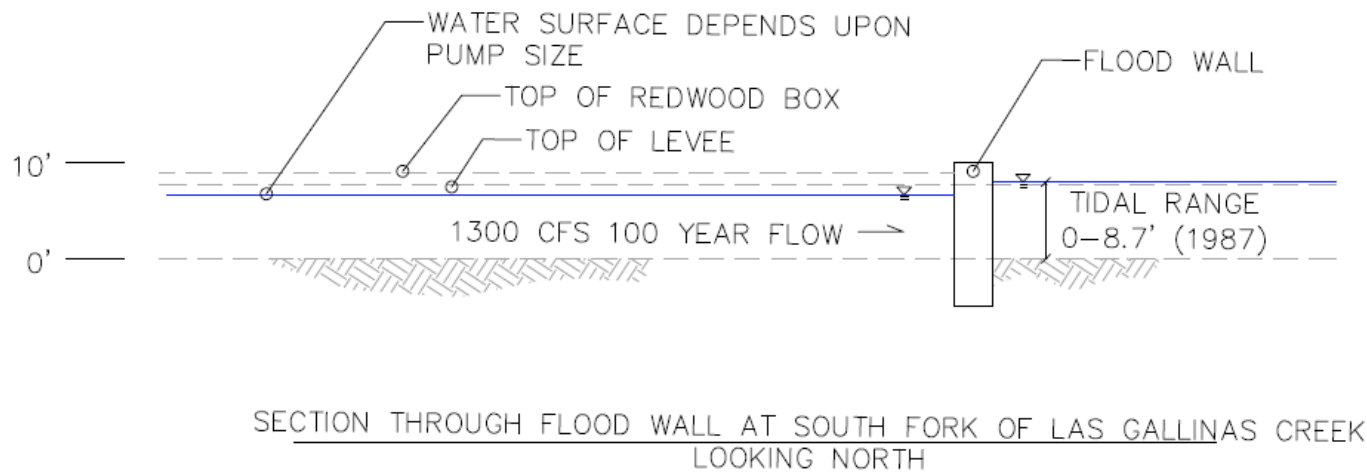 WATER SURFACE DEPENDS UPON
PUMP SIZE
FLOOD WALL
TOP OF REDWOOD BOX
TOP OF LEVEE
10'
TIDAL RANGE
1300 CFS 100 YEAR FLOW
0-8.7' (1987)
0'
SECTION THROUGH FLOOD WALL AT SOUTH FORK OF LAS GALLINAS CREEK
LOOKING NORTH